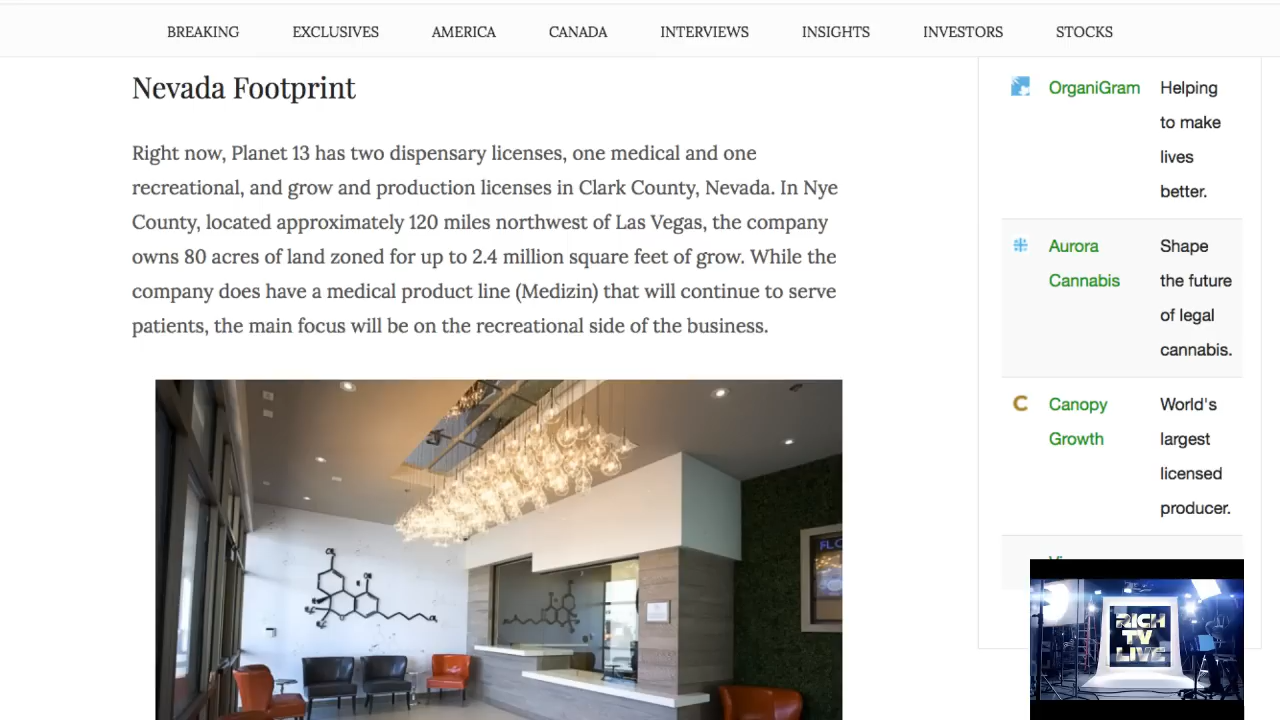 BREAKING EXCLUSIVES AMERICA CANADA INTERVIEWS INSIGHTS INVESTORS STOCKS
Nevada Footprint
Right now, Planet 13 has two dispensary licenses, one medical and one
recreational, and grow and production licenses in Clark County, Nevada. In Nye
County, located approximately 120 miles northwest of Las Vegas, the company
owns 80 acres of land zoned for up to 2.4 million square feet of grow. While the
company does have a medical product line (Medizin) that will continue to serve
patients, the main focus will be on the recreational side of the business.
OrganiGram
Helping
to make
lives
better.
Aurora
Cannabis
Shape
the future
of legal
cannabis.
Canopy
Growth
World's
largest
licensed
producer.
RICH
TV
LIVE